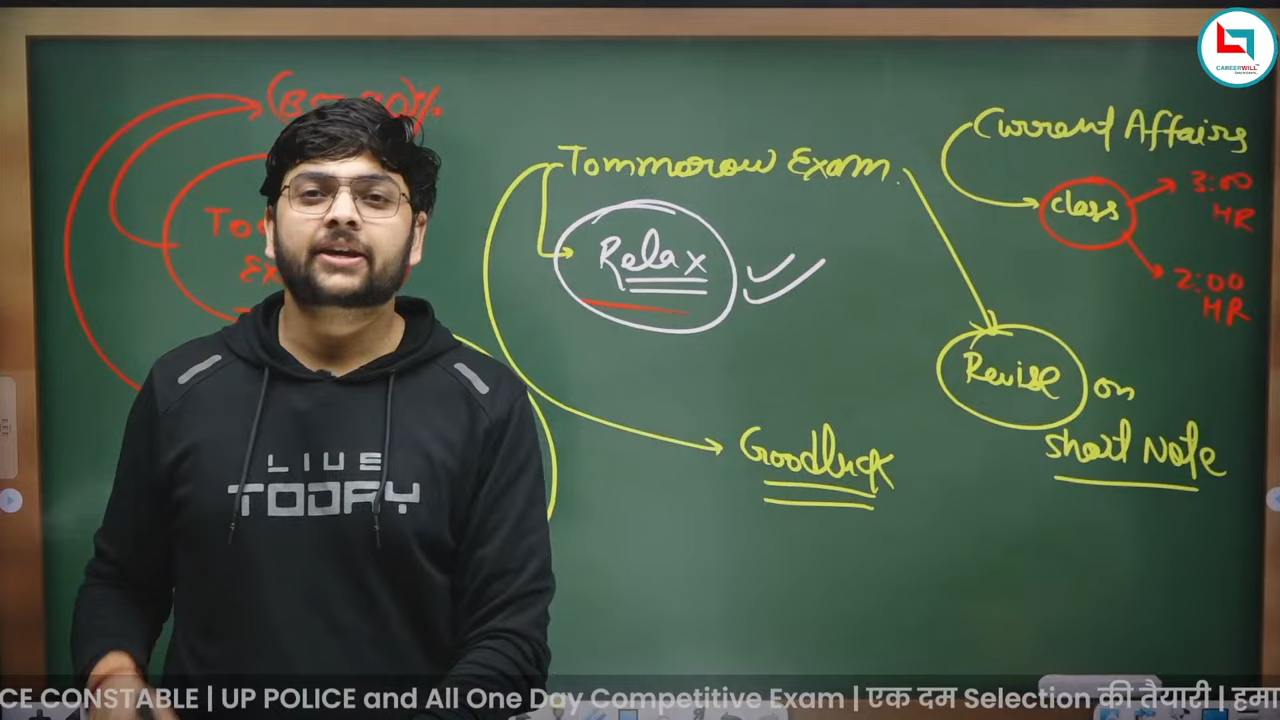 CAREERWILL
Current Affairs
class
3:00
HR
2:00
HR
Tommorow Exam.
Relax
Revise on
short Note
Goodluck
LIVE
TODAY
CE CONSTABLE | UP POLICE and All One Day Competitive Exam | एक दम Selection की तैयारी | हमा